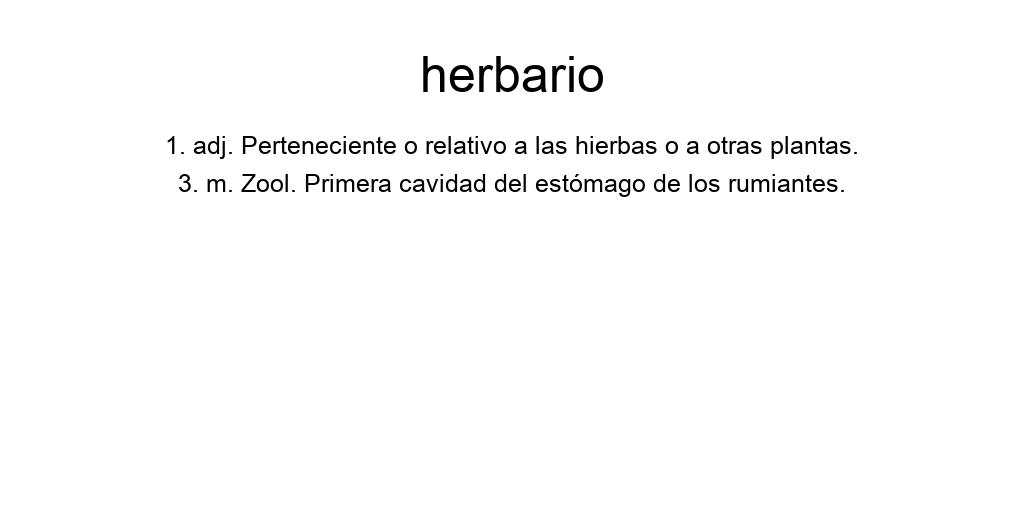 herbario
1. adj. Perteneciente o relativo a las hierbas o a otras plantas.
3. m. Zool. Primera cavidad del estómago de los rumiantes.